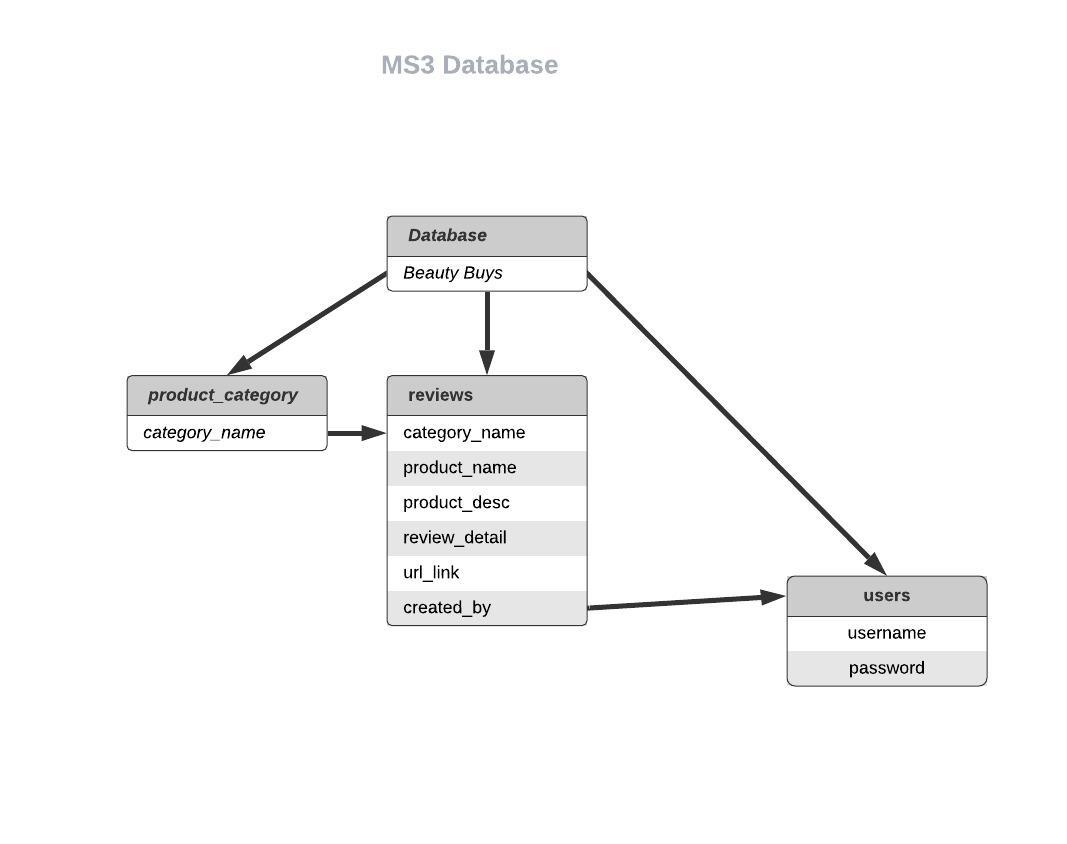 MS3 Database
Database
Beauty Buys
product_category
category_name
reviews
category_name
product_name
product_desc
review_detail
url_link
created_by
users
username
password